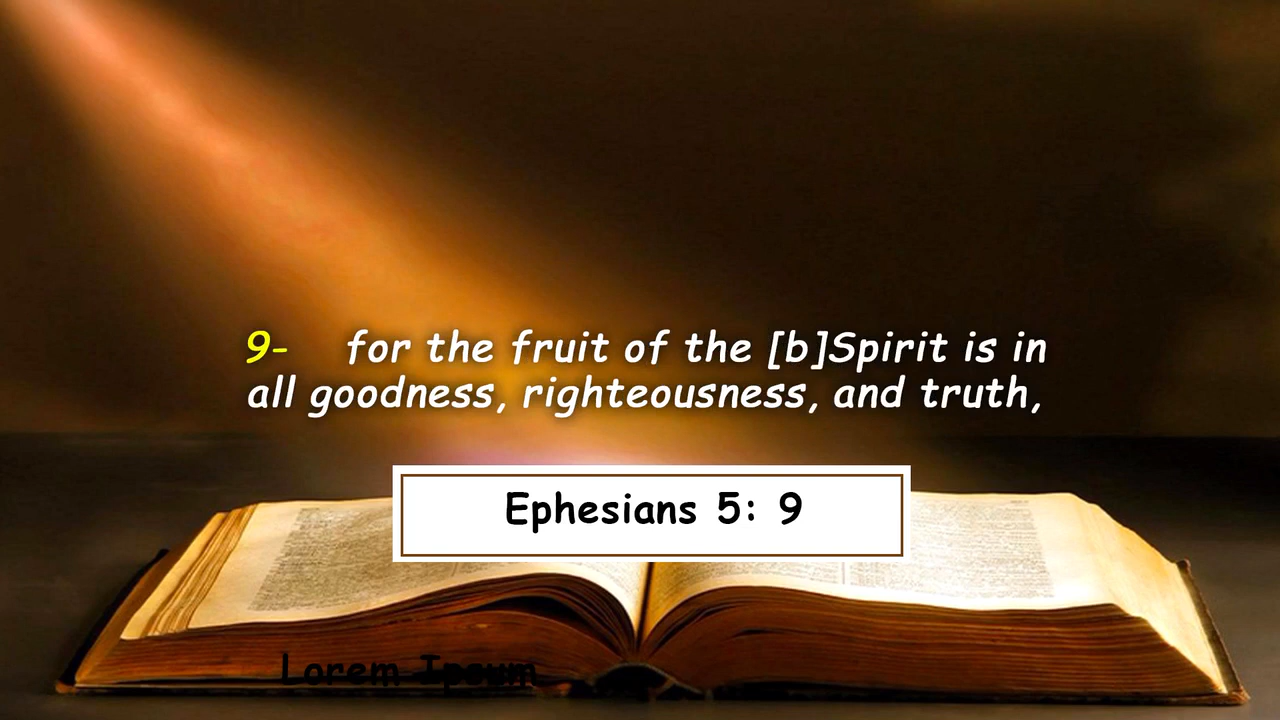 9- for the fruit of the [b]Spirit is in
all goodness, righteousness, and truth,
Ephesians 5: 9
Lorem Ipsum